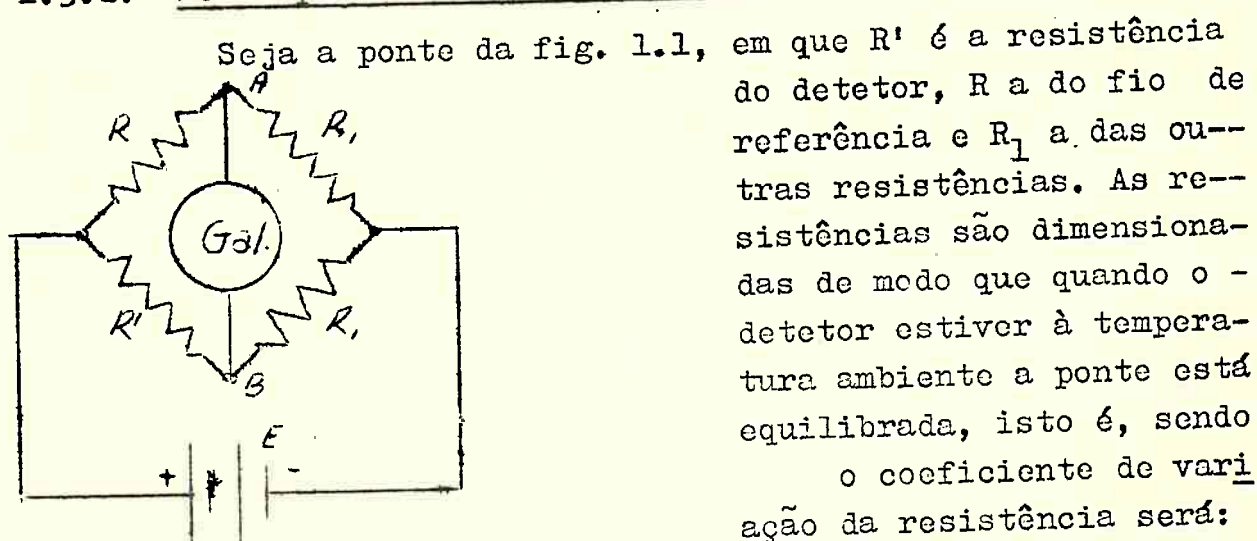 Seja a ponte da fig. 1.1, em que R' é a resistência
do detetor, R a do fio de
referência e R₁ a das ou--
tras resistências. As re--
sistências são dimensiona-
das de modo que quando o -
detetor estiver à tempera-
tura ambiente a ponte está
equilibrada, isto é, sendo
o coeficiente de vari
ação da resistência será:
A
R R₁
Gal.
R' R₁
B
E
+ -